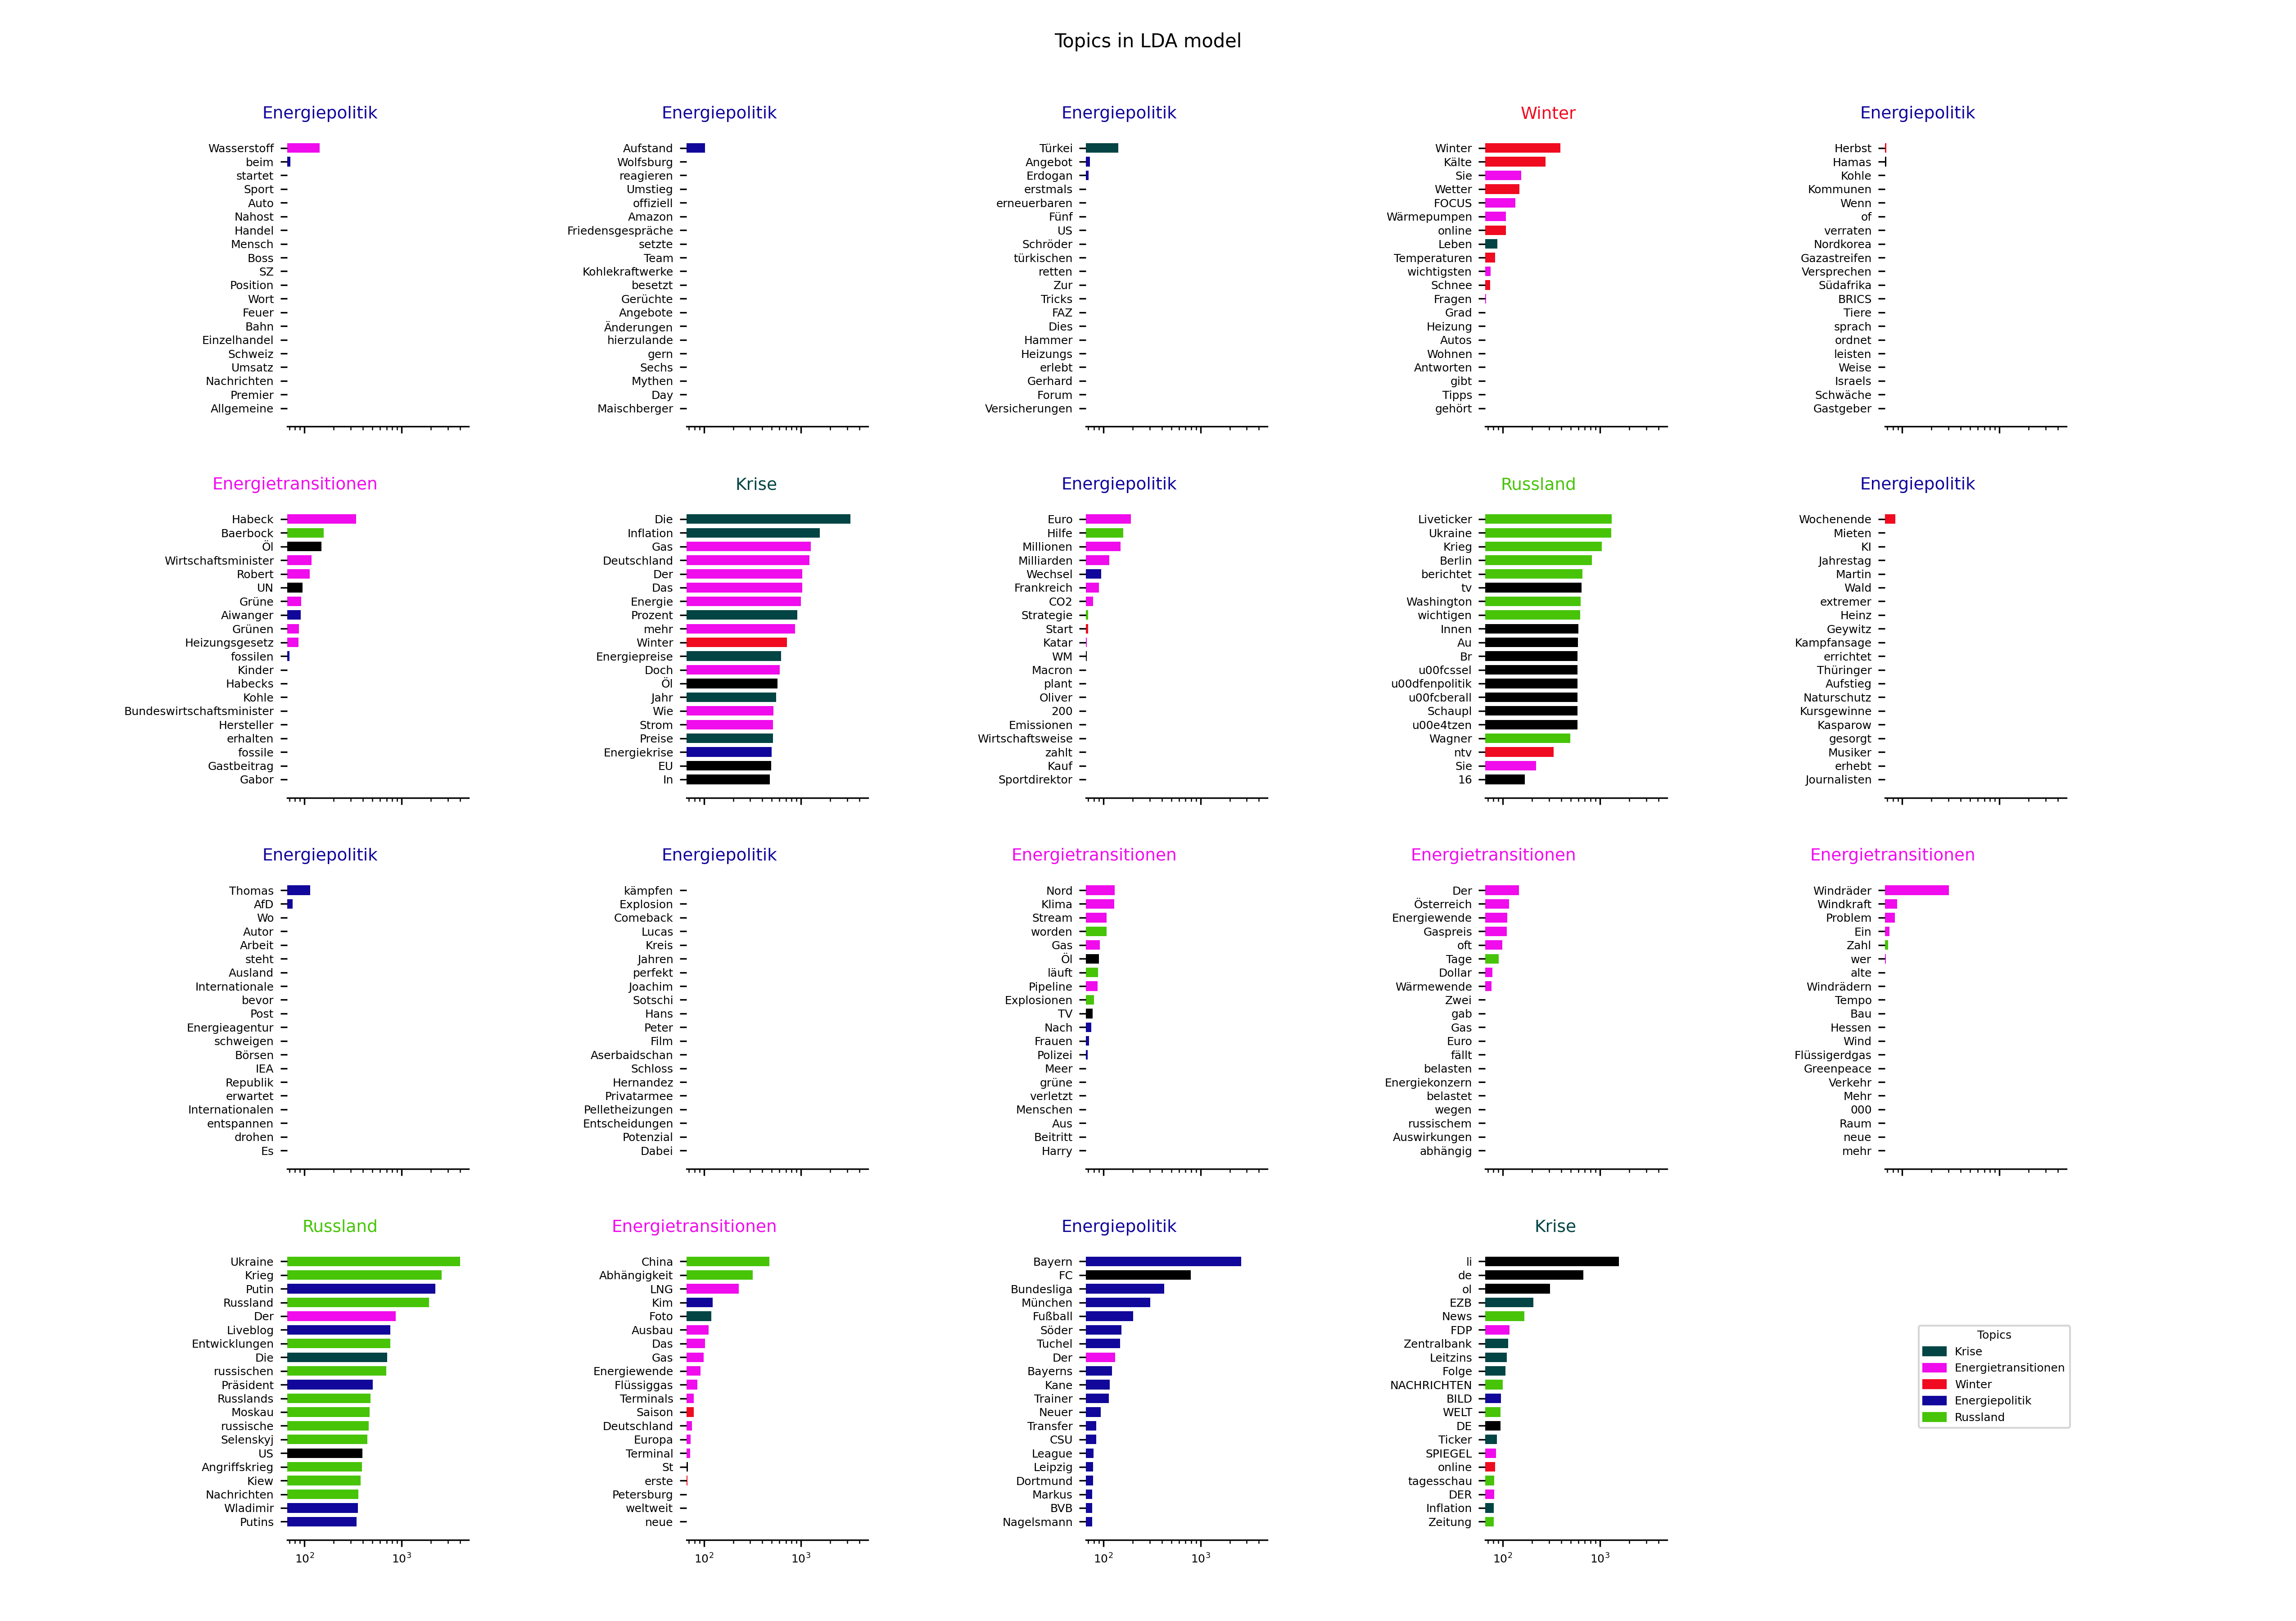 Topics in LDA model
Energiepolitik
Wasserstoff
beim
startet
Sport
Auto
Nahost
Handel
Mensch
Boss
SZ
Position
Wort
Feuer
Bahn
Einzelhandel
Schweiz
Umsatz
Nachrichten
Premier
Allgemeine
Energiepolitik
Aufstand
Wolfsburg
reagieren
Umstieg
offiziell
Amazon
Friedensgespräche
setzte
Team
Kohlekraftwerke
besetzt
Gerüchte
Angebote
Änderungen
hierzulande
gern
Sechs
Mythen
Day
Maischberger
Energiepolitik
Türkei
Angebot
Erdogan
erstmals
erneuerbaren
Fünf
US
Schröder
türkischen
retten
Zur
Tricks
FAZ
Dies
Hammer
Heizungs
erlebt
Gerhard
Forum
Versicherungen
Winter
Winter
Kälte
Sie
Wetter
FOCUS
Wärmepumpen
online
Leben
Temperaturen
wichtigsten
Schnee
Fragen
Grad
Heizung
Autos
Wohnen
Antworten
gibt
Tipps
gehört
Energiepolitik
Herbst
Hamas
Kohle
Kommunen
Wenn
of
verraten
Nordkorea
Gazastreifen
Versprechen
Südafrika
BRICS
Tiere
sprach
ordnet
leisten
Weise
Israels
Schwäche
Gastgeber
Energietransitionen
Habeck
Baerbock
Öl
Wirtschaftsminister
Robert
UN
Grüne
Aiwanger
Grünen
Heizungsgesetz
fossilen
Kinder
Habecks
Kohle
Bundeswirtschaftsminister
Hersteller
erhalten
fossile
Gastbeitrag
Gabor
Krise
Die
Inflation
Gas
Deutschland
Der
Das
Energie
Prozent
mehr
Winter
Energiepreise
Doch
Öl
Jahr
Wie
Strom
Preise
Energiekrise
EU
In
Energiepolitik
Euro
Hilfe
Millionen
Milliarden
Wechsel
Frankreich
CO2
Strategie
Start
Katar
WM
Macron
plant
Oliver
200
Emissionen
Wirtschaftsweise
zahlt
Kauf
Sportdirektor
Russland
Liveticker
Ukraine
Krieg
Berlin
berichtet
tv
Washington
wichtigen
Innen
Au
Br
u00fcssel
u00dfenpolitik
u00fcberall
Schaupl
u00e4tzen
Wagner
ntv
Sie
16
Energiepolitik
Wochenende
Mieten
KI
Jahrestag
Martin
Wald
extremer
Heinz
Geywitz
Kampfansage
errichtet
Thüringer
Aufstieg
Naturschutz
Kursgewinne
Kasparow
gesorgt
Musiker
erhebt
Journalisten
Energiepolitik
Thomas
AfD
Wo
Autor
Arbeit
steht
Ausland
Internationale
bevor
Post
Energieagentur
schweigen
Börsen
IEA
Republik
erwartet
Internationalen
entspannen
drohen
Es
Energiepolitik
kämpfen
Explosion
Comeback
Lucas
Kreis
Jahren
perfekt
Joachim
Sotschi
Hans
Peter
Film
Aserbaidschan
Schloss
Hernandez
Privatarmee
Pelletheizungen
Entscheidungen
Potenzial
Dabei
Energietransitionen
Nord
Klima
Stream
worden
Gas
Öl
läuft
Pipeline
Explosionen
TV
Nach
Frauen
Polizei
Meer
grüne
verletzt
Menschen
Aus
Beitritt
Harry
Energietransitionen
Der
Österreich
Energiewende
Gaspreis
oft
Tage
Dollar
Wärmewende
Zwei
gab
Gas
Euro
fällt
belasten
Energiekonzern
belastet
wegen
russischem
Auswirkungen
abhängig
Energietransitionen
Windräder
Windkraft
Problem
Ein
Zahl
wer
alte
Windrädern
Tempo
Bau
Hessen
Wind
Flüssigerdgas
Greenpeace
Verkehr
Mehr
000
Raum
neue
mehr
Russland
Ukraine
Krieg
Putin
Russland
Der
Liveblog
Entwicklungen
Die
russischen
Präsident
Russlands
Moskau
russische
Selenskyj
US
Angriffskrieg
Kiew
Nachrichten
Wladimir
Putins
10²
10³
Energietransitionen
China
Abhängigkeit
LNG
Kim
Foto
Ausbau
Das
Gas
Energiewende
Flüssiggas
Terminals
Saison
Deutschland
Europa
Terminal
St
erste
Petersburg
weltweit
neue
10²
10³
Energiepolitik
Bayern
FC
Bundesliga
München
Fußball
Söder
Tuchel
Der
Bayerns
Kane
Trainer
Neuer
Transfer
CSU
League
Leipzig
Dortmund
Markus
BVB
Nagelsmann
10²
10³
Krise
li
de
ol
EZB
News
FDP
Zentralbank
Leitzins
Folge
NACHRICHTEN
BILD
WELT
DE
Ticker
SPIEGEL
online
tagesschau
DER
Inflation
Zeitung
10²
10³
Topics
Krise
Energietransitionen
Winter
Energiepolitik
Russland